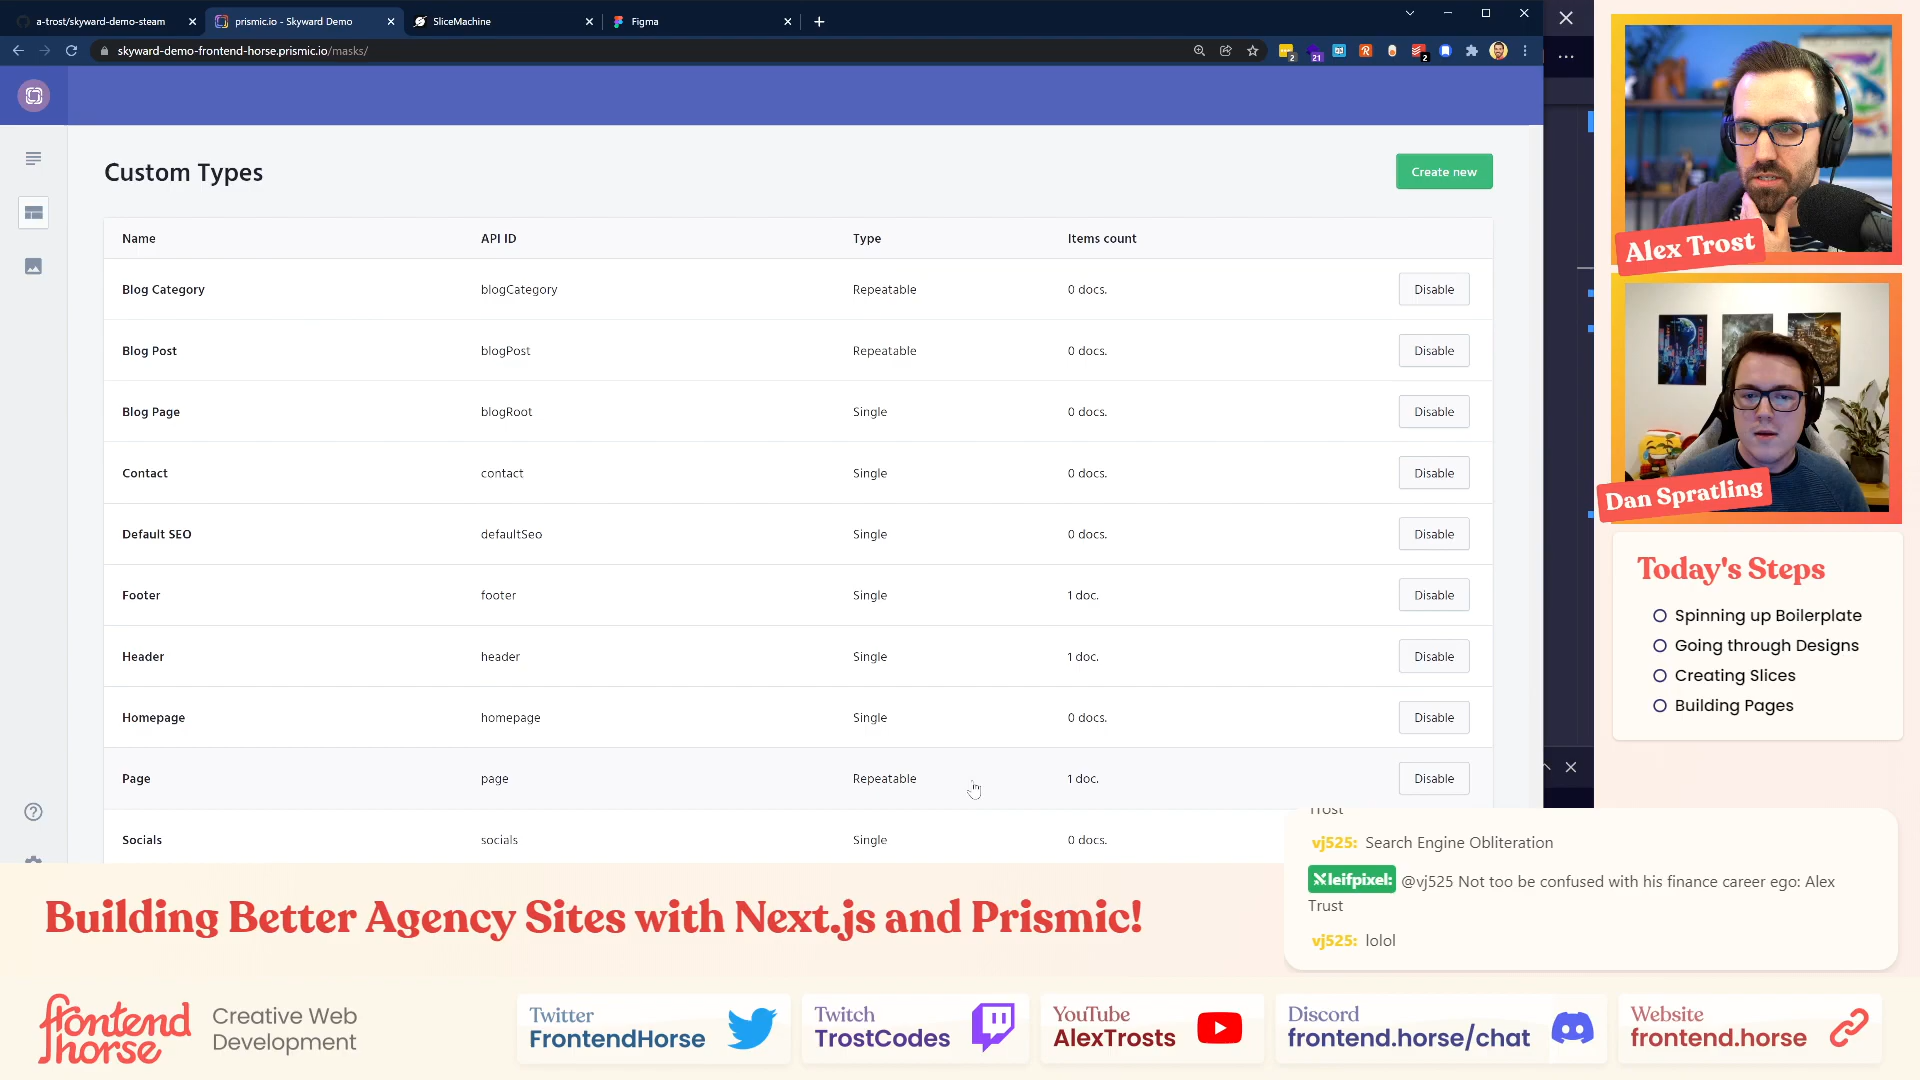 a-trost/skyward-demo-steam
prismic.io - Skyward Demo
SliceMachine
Figma
skyward-demo-frontend-horse.prismic.io/masks/
2
21
2
Custom Types
Create new
Name API ID Type Items count
Blog Category blogCategory Repeatable 0 docs. Disable
Blog Post blogPost Repeatable 0 docs. Disable
Blog Page blogRoot Single 0 docs. Disable
Contact contact Single 0 docs. Disable
Default SEO defaultSeo Single 0 docs. Disable
Footer footer Single 1 doc. Disable
Header header Single 1 doc. Disable
Homepage homepage Single 0 docs. Disable
Page page Repeatable 1 doc. Disable
Socials socials Single 0 docs.
Alex Trost
Dan Spratling
Today's Steps
Spinning up Boilerplate
Going through Designs
Creating Slices
Building Pages
Trost
vj525: Search Engine Obliteration
leifpixel: @vj525 Not too be confused with his finance career ego: Alex
Trust
vj525: lolol
Building Better Agency Sites with Next.js and Prismic!
frontend
horse
Creative Web
Development
Twitter
FrontendHorse
Twitch
TrostCodes
YouTube
AlexTrosts
Discord
frontend.horse/chat
Website
frontend.horse